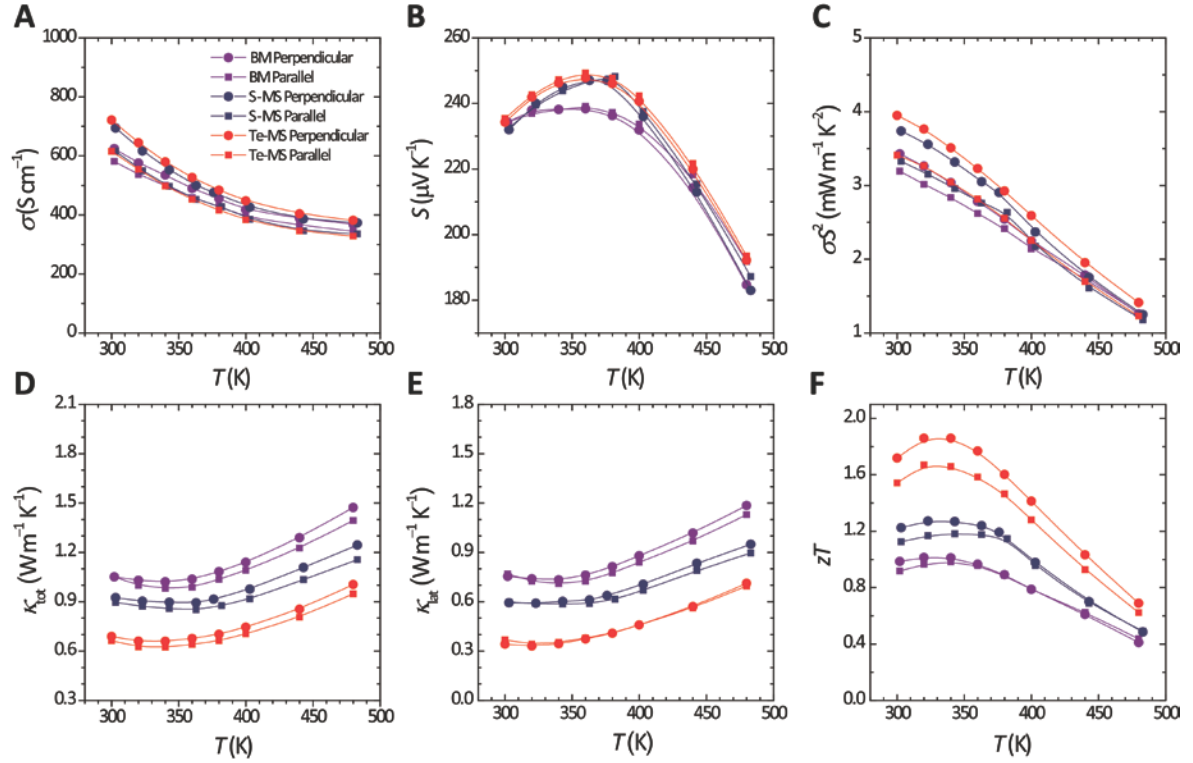 A
σ(S cm⁻¹)
1000
800
600
400
200
0
BM Perpendicular
BM Parallel
S-MS Perpendicular
S-MS Parallel
Te-MS Perpendicular
Te-MS Parallel
300 350 400 450 500
T (K)
B
S (μV K⁻¹)
260
240
220
200
180
300 350 400 450 500
T (K)
C
σS² (mW m⁻¹ K⁻²)
5
4
3
2
1
300 350 400 450 500
T (K)
D
κtot (Wm⁻¹ K⁻¹)
2.1
1.8
1.5
1.2
0.9
0.6
0.3
300 350 400 450 500
T (K)
E
κlat (Wm⁻¹ K⁻¹)
1.8
1.5
1.2
0.9
0.6
0.3
0.0
300 350 400 450 500
T (K)
F
zT
2.0
1.6
1.2
0.8
0.4
0.0
300 350 400 450 500
T (K)